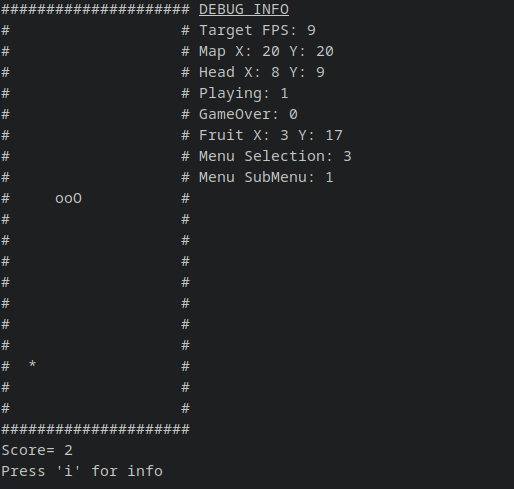 ##################### DEBUG INFO
#                   # Target FPS: 9
#                   # Map X: 20 Y: 20
#                   # Head X: 8 Y: 9
#                   # Playing: 1
#                   # GameOver: 0
#                   # Fruit X: 3 Y: 17
#                   # Menu Selection: 3
#                   # Menu SubMenu: 1
#     ooO           #
#                   #
#                   #
#                   #
#                   #
#                   #
#                   #
#                   #
#  *                #
#                   #
#                   #
#####################
Score= 2
Press 'i' for info